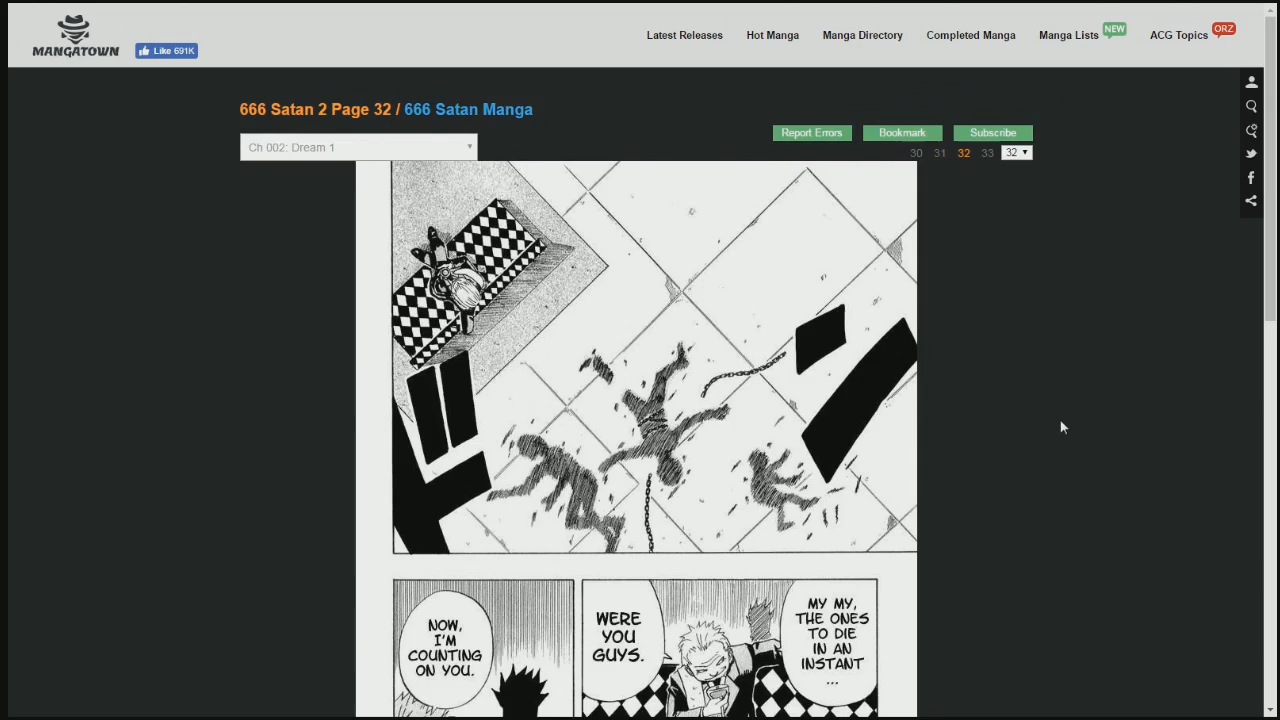 MANGATOWN
Like 691K
Latest Releases
Hot Manga
Manga Directory
Completed Manga
Manga Lists
NEW
ACG Topics
ORZ
666 Satan 2 Page 32 / 666 Satan Manga
Ch 002: Dream 1
Report Errors
Bookmark
Subscribe
30 31 32 33 32
MY MY,
THE ONES
TO DIE
IN AN
INSTANT
...
WERE
YOU
GUYS.
NOW,
I'M
COUNTING
ON YOU.